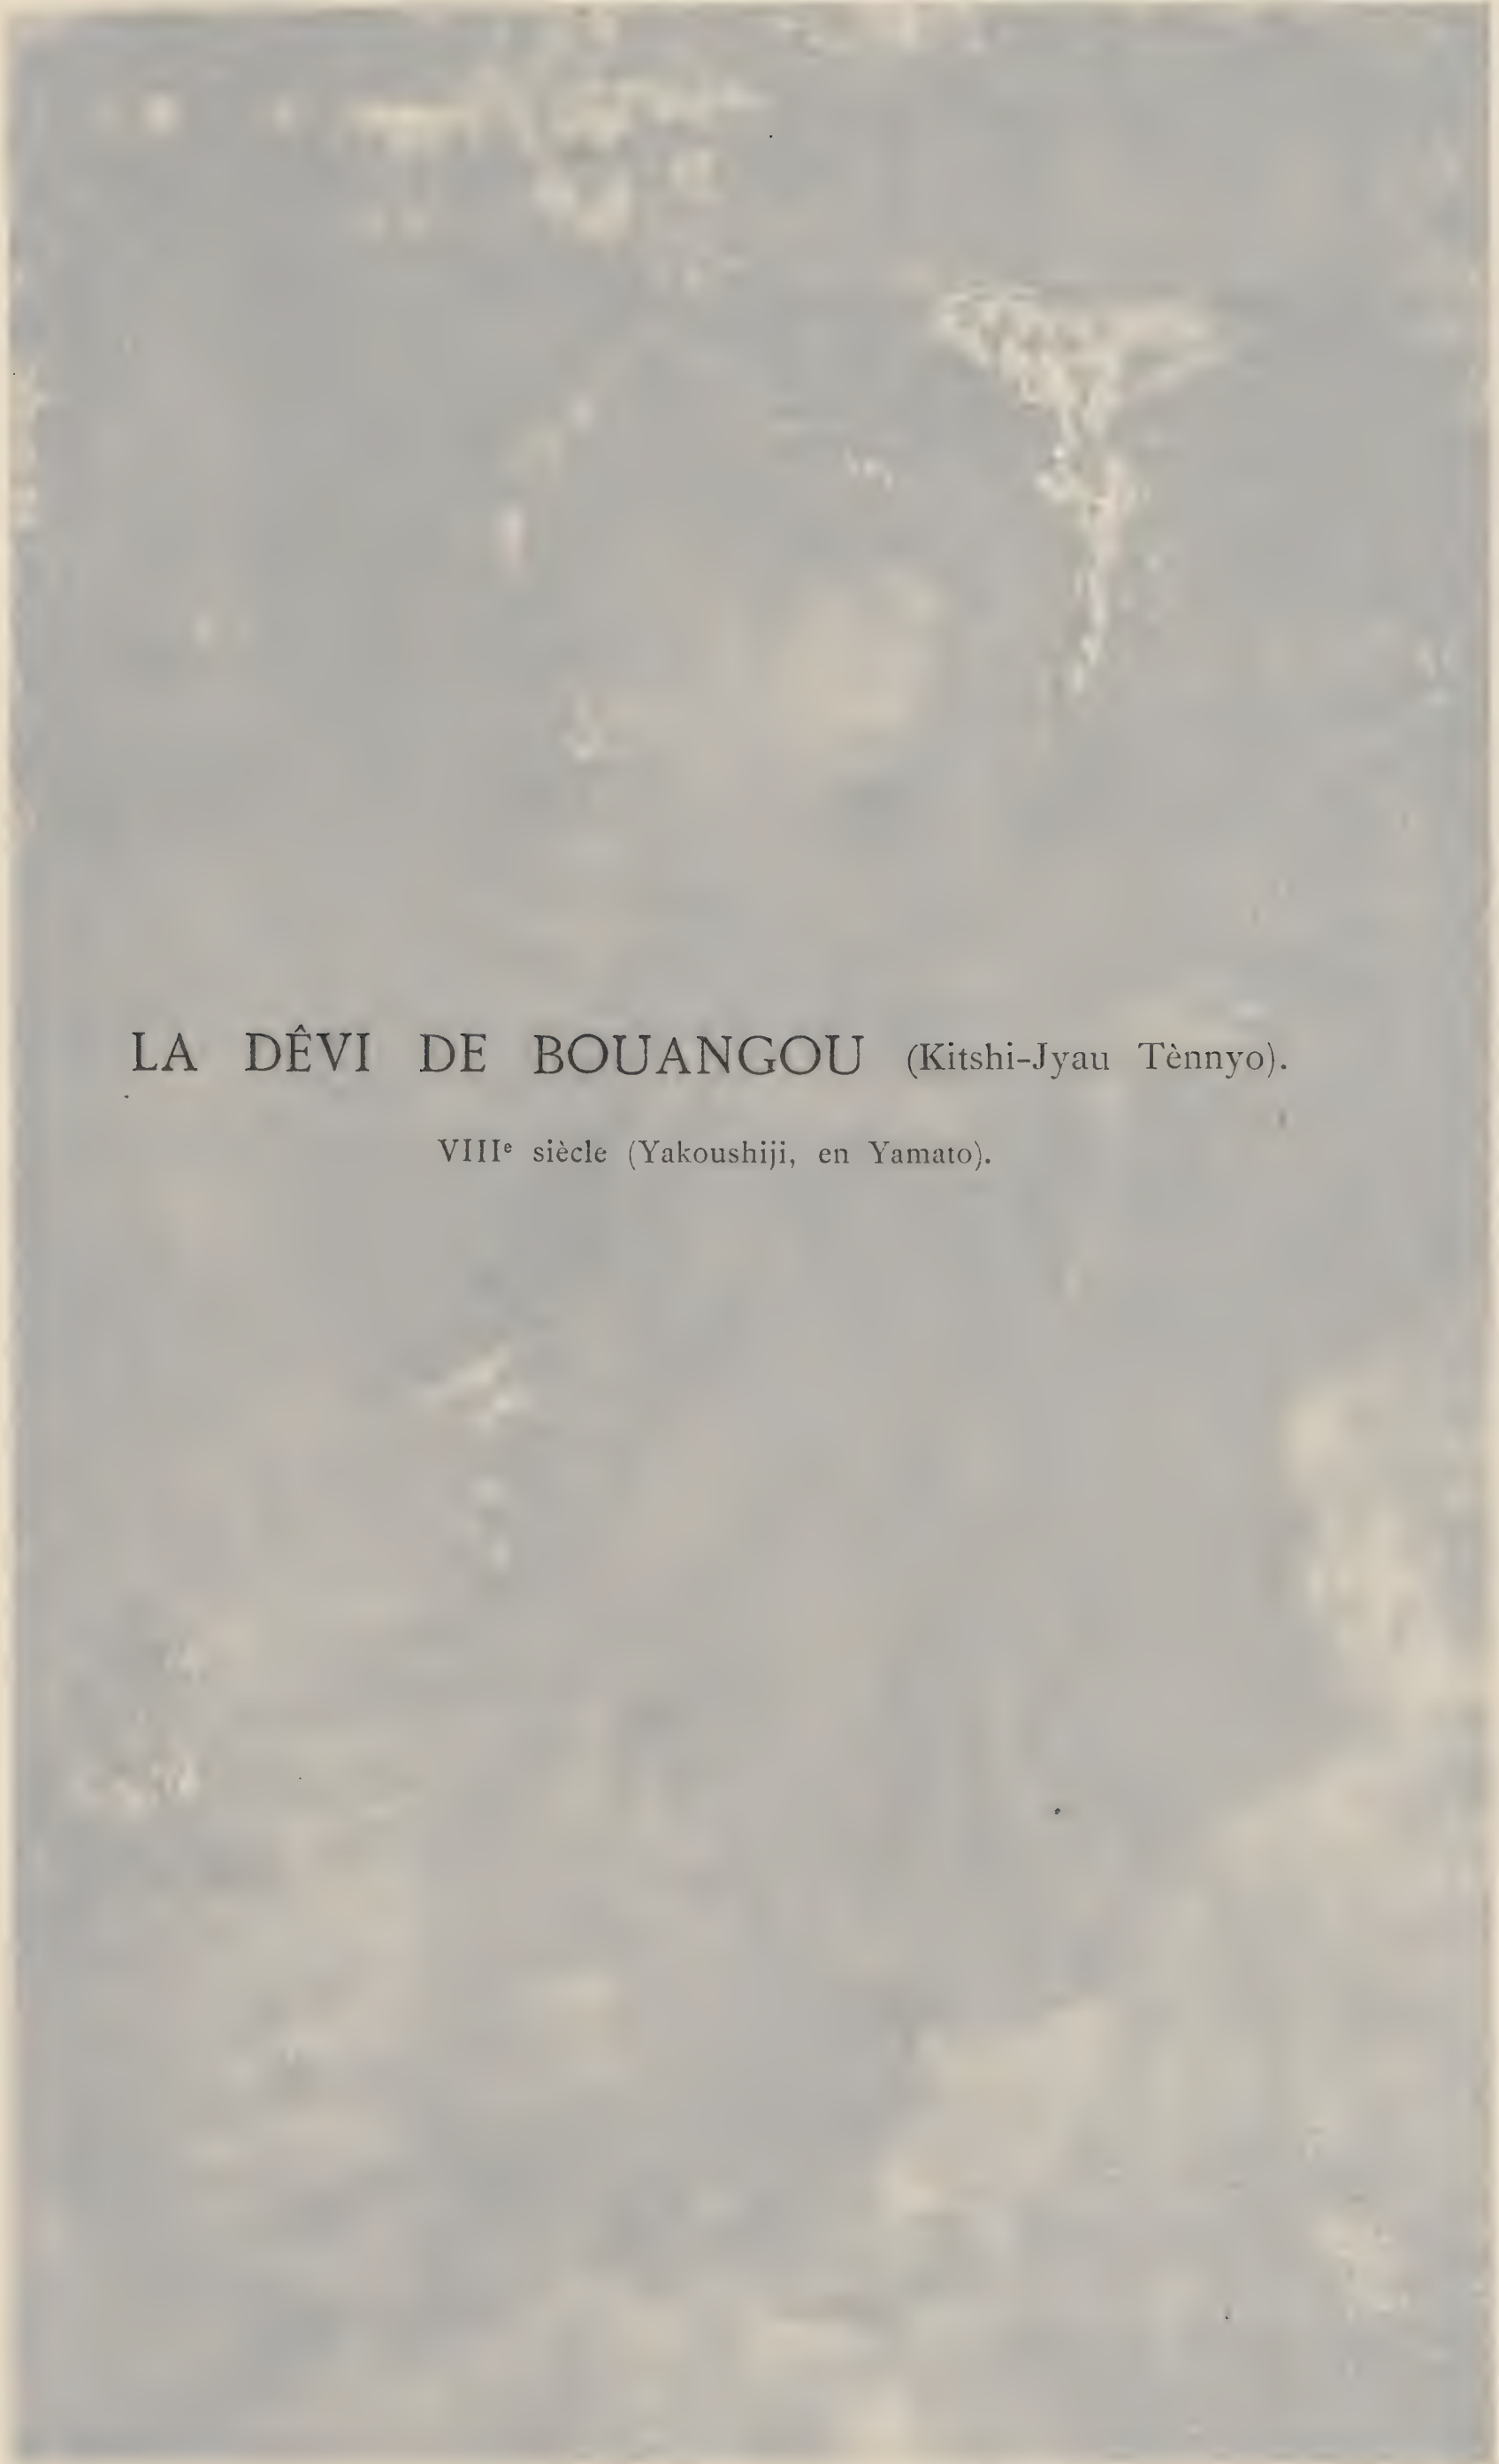 LA DÊVI DE BOUANGOU (Kitshi-Jyau Tènnyo).
VIIIᵉ siècle (Yakoushiji, en Yamato).